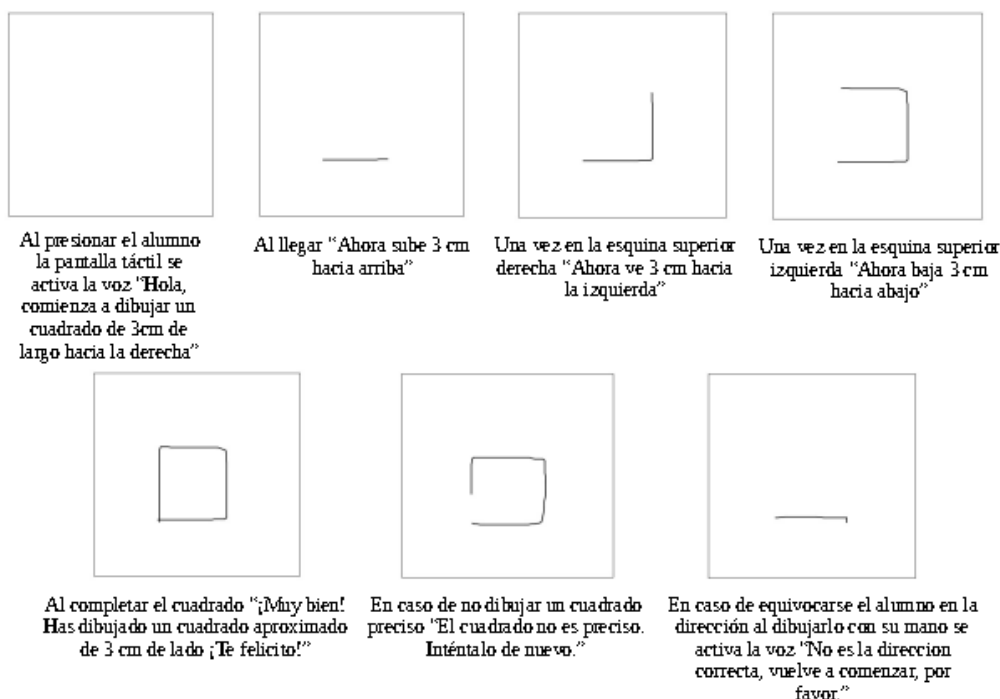 Al presionar el alumno
la pantalla táctil se
activa la voz "Hola,
comienza a dibujar un
cuadrado de 3cm de
largo hacia la derecha"
Al llegar "Ahora sube 3 cm
hacia arriba"
Una vez en la esquina superior
derecha "Ahora ve 3 cm hacia
la izquierda"
Una vez en la esquina superior
izquierda "Ahora baja 3 cm
hacia abajo"
Al completar el cuadrado "¡Muy bien!
Has dibujado un cuadrado aproximado
de 3 cm de lado ¡Te felicito!"
En caso de no dibujar un cuadrado
preciso "El cuadrado no es preciso.
Inténtalo de nuevo."
En caso de equivocarse el alumno en la
dirección al dibujarlo con su mano se
activa la voz "No es la direccion
correcta, vuelve a comenzar, por
favor."